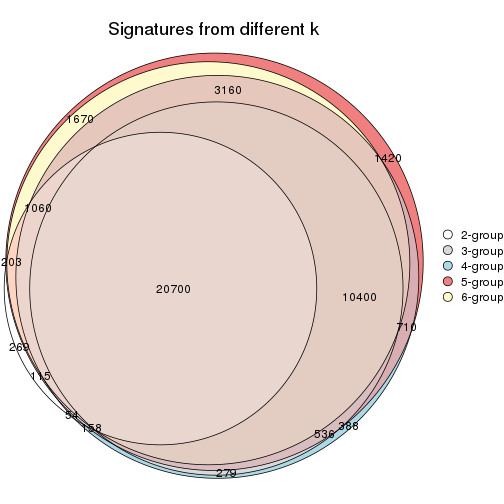 Signatures from different k
3160
1670
1420
1060
203
20700
10400
710
269
115
54
158
388
536
279
2-group
3-group
4-group
5-group
6-group